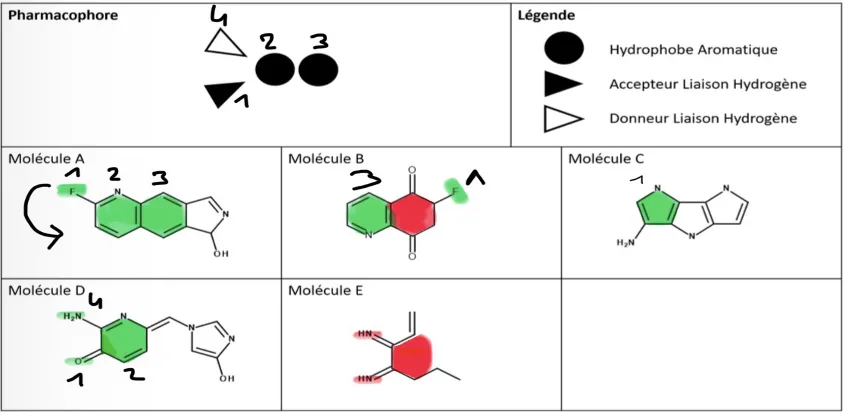 Pharmacophore
Légende
4
2 3
1
Hydrophobe Aromatique
Accepteur Liaison Hydrogène
Donneur Liaison Hydrogène
Molécule A
1 2 3
F N
N
OH
Molécule B
3 O 1
F
N
O
Molécule C
1 N N
H₂N N
Molécule D
4
H₂N N
N N
O
1 2 OH
Molécule E
HN
HN